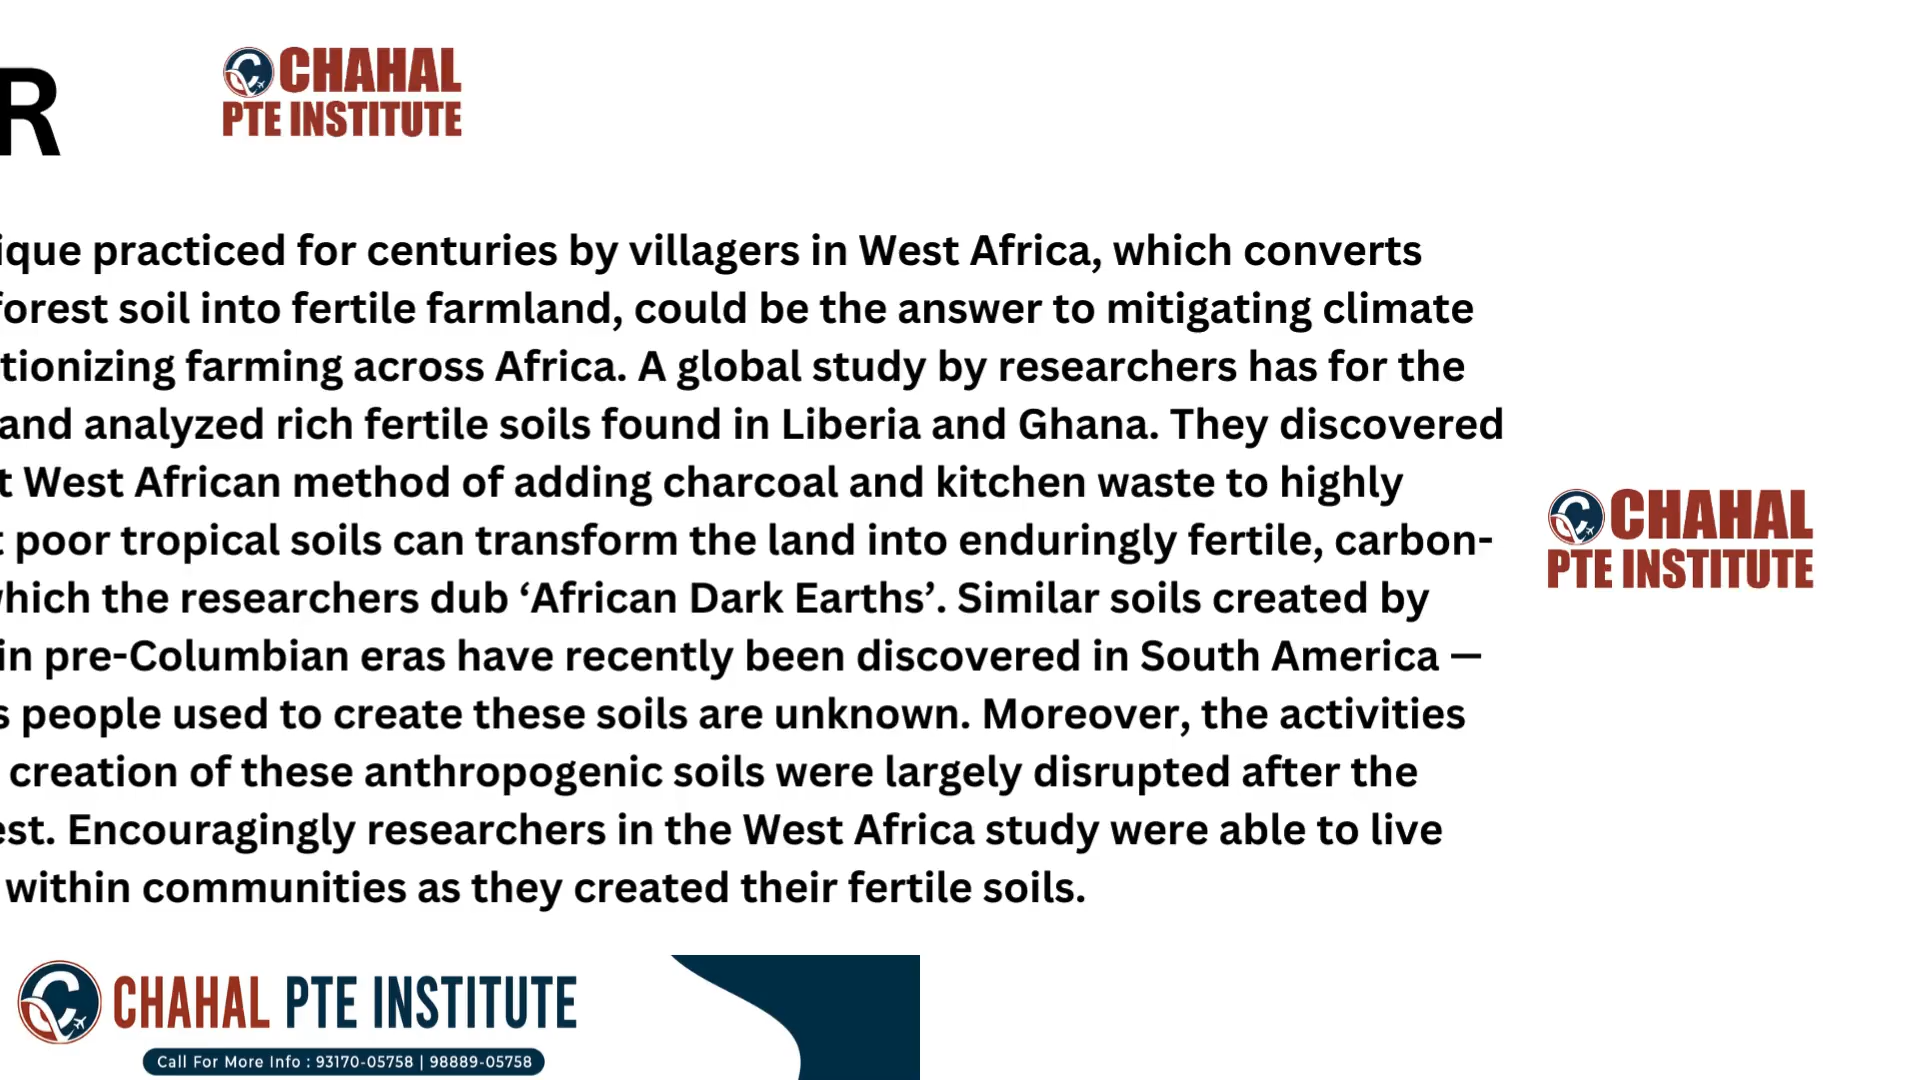 R
CHAHAL
PTE INSTITUTE
ique practiced for centuries by villagers in West Africa, which converts
forest soil into fertile farmland, could be the answer to mitigating climate
tionizing farming across Africa. A global study by researchers has for the
and analyzed rich fertile soils found in Liberia and Ghana. They discovered
t West African method of adding charcoal and kitchen waste to highly
t poor tropical soils can transform the land into enduringly fertile, carbon-
which the researchers dub ‘African Dark Earths’. Similar soils created by
in pre-Columbian eras have recently been discovered in South America —
s people used to create these soils are unknown. Moreover, the activities
creation of these anthropogenic soils were largely disrupted after the
est. Encouragingly researchers in the West Africa study were able to live
within communities as they created their fertile soils.
CHAHAL
PTE INSTITUTE
CHAHAL PTE INSTITUTE
Call For More Info : 93170-05758 | 98889-05758